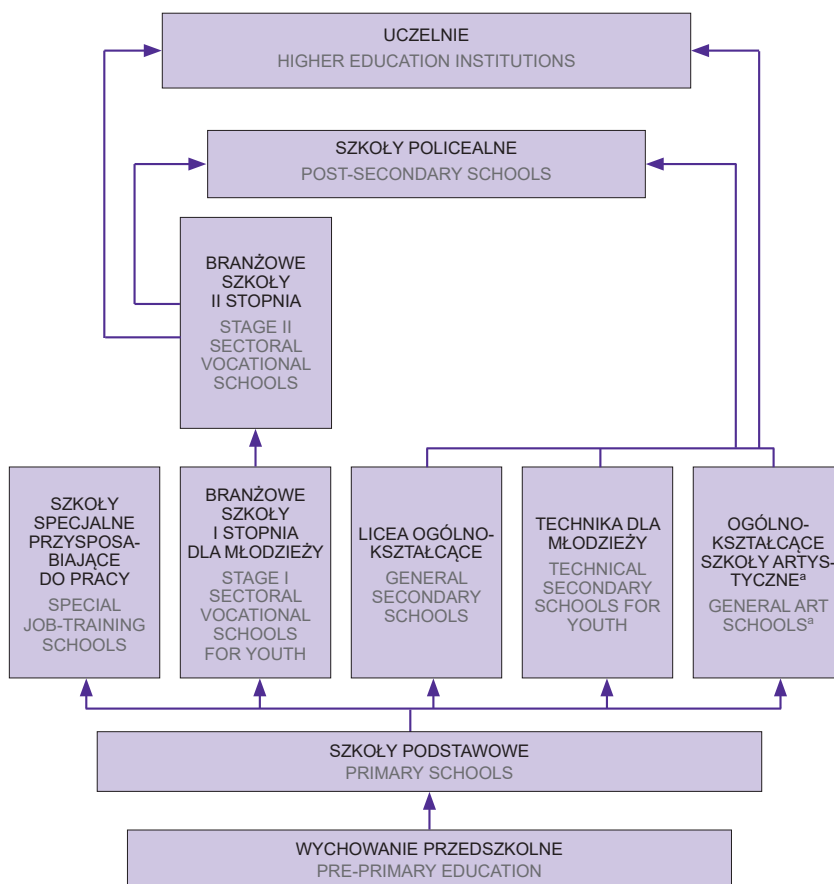 UCZELNIE
HIGHER EDUCATION INSTITUTIONS
SZKOŁY POLICEALNE
POST-SECONDARY SCHOOLS
BRANŻOWE
SZKOŁY
II STOPNIA
STAGE II
SECTORAL
VOCATIONAL
SCHOOLS
SZKOŁY
SPECJALNE
PRZYSPOSA-
BIAJĄCE
DO PRACY
SPECIAL
JOB-TRAINING
SCHOOLS
BRANŻOWE
SZKOŁY
I STOPNIA
DLA MŁODZIEŻY
STAGE I
SECTORAL
VOCATIONAL
SCHOOLS
FOR YOUTH
LICEA OGÓLNO-
KSZTAŁCĄCE
GENERAL
SECONDARY
SCHOOLS
TECHNIKA DLA
MŁODZIEŻY
TECHNICAL
SECONDARY
SCHOOLS FOR
YOUTH
OGÓLNO-
KSZTAŁCĄCE
SZKOŁY ARTYS-
TYCZNEᵃ
GENERAL ART
SCHOOLSᵃ
SZKOŁY PODSTAWOWE
PRIMARY SCHOOLS
WYCHOWANIE PRZEDSZKOLNE
PRE-PRIMARY EDUCATION